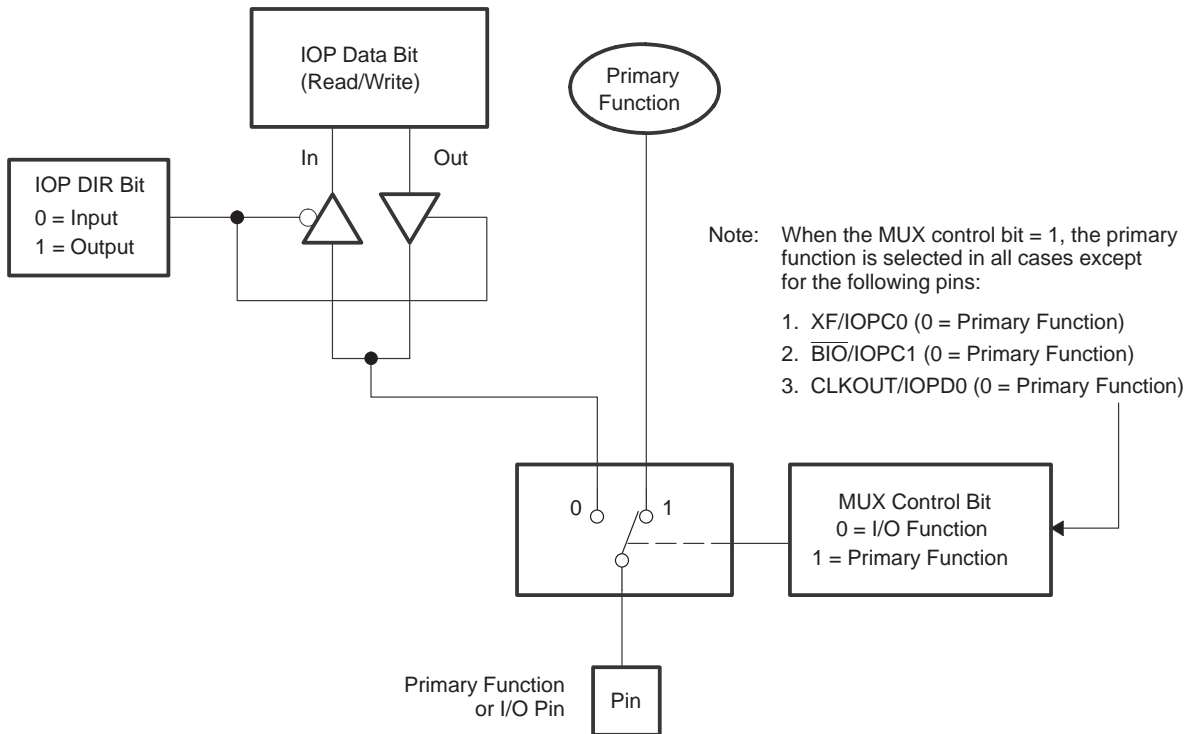 IOP Data Bit
(Read/Write)
Primary
Function
In
Out
IOP DIR Bit
0 = Input
1 = Output
Note: When the MUX control bit = 1, the primary
function is selected in all cases except
for the following pins:
1. XF/IOPC0 (0 = Primary Function)
2. B̅I̅O̅/IOPC1 (0 = Primary Function)
3. CLKOUT/IOPD0 (0 = Primary Function)
0
1
MUX Control Bit
0 = I/O Function
1 = Primary Function
Primary Function
or I/O Pin
Pin